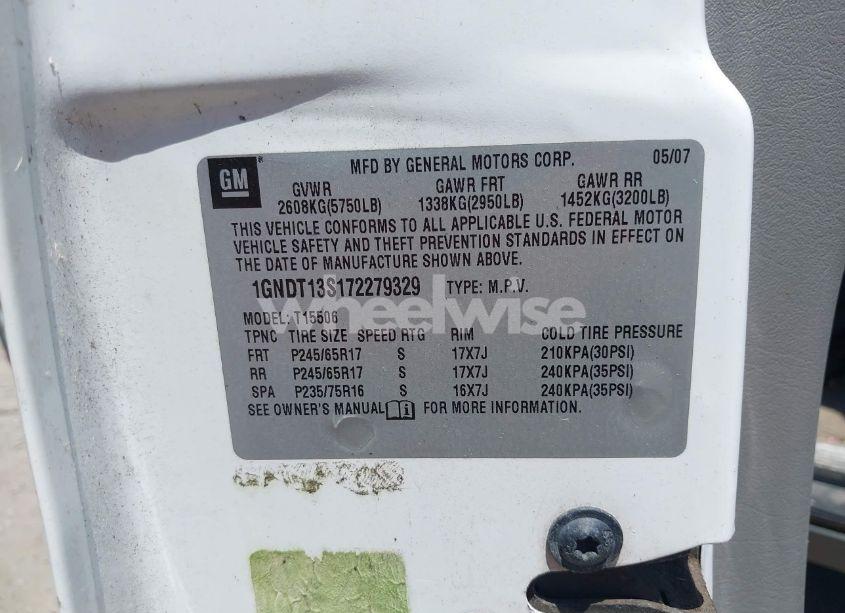 GM
MFD BY GENERAL MOTORS CORP. 05/07
GVWR GAWR FRT GAWR RR
2608KG(5750LB) 1338KG(2950LB) 1452KG(3200LB)
THIS VEHICLE CONFORMS TO ALL APPLICABLE U.S. FEDERAL MOTOR
VEHICLE SAFETY AND THEFT PREVENTION STANDARDS IN EFFECT ON
THE DATE OF MANUFACTURE SHOWN ABOVE.
1GNDT13S172279329 TYPE: M.P.V.
wheelwise
MODEL: T15506
TPNC TIRE SIZE SPEED RTG RIM COLD TIRE PRESSURE
FRT P245/65R17 S 17X7J 210KPA(30PSI)
RR P245/65R17 S 17X7J 240KPA(35PSI)
SPA P235/75R16 S 16X7J 240KPA(35PSI)
SEE OWNER'S MANUAL FOR MORE INFORMATION.